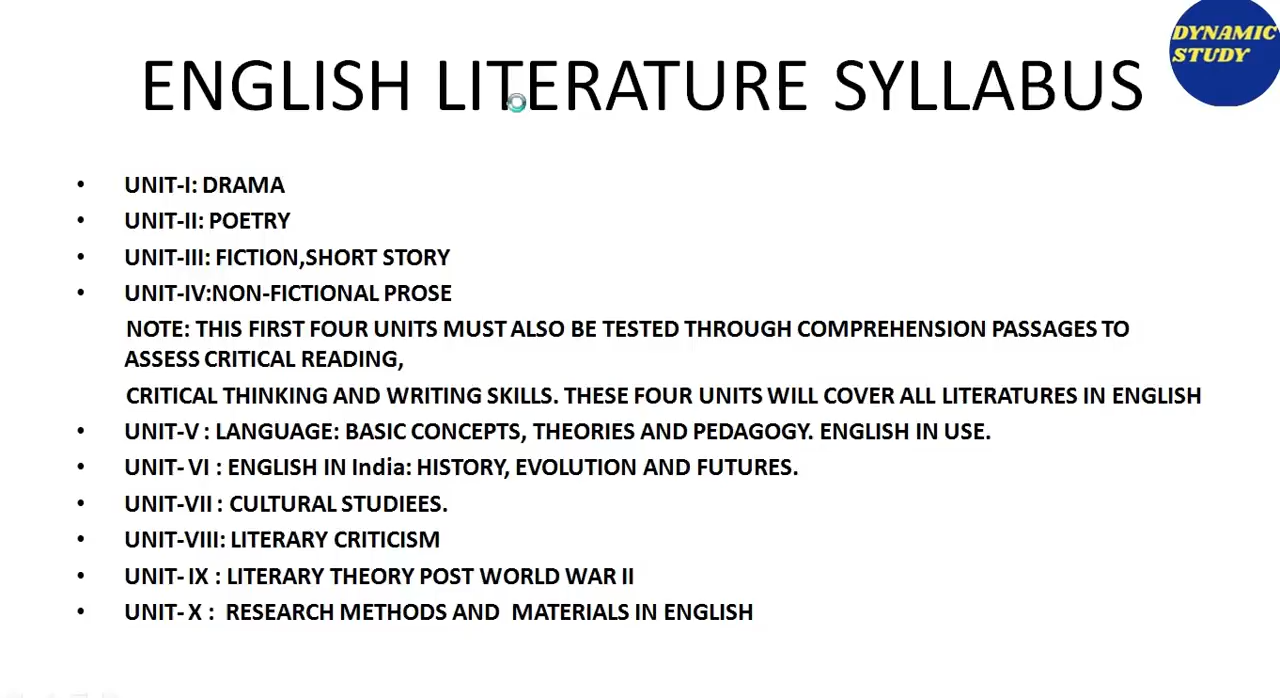 DYNAMIC
STUDY
ENGLISH LITERATURE SYLLABUS
• UNIT-I: DRAMA
• UNIT-II: POETRY
• UNIT-III: FICTION,SHORT STORY
• UNIT-IV:NON-FICTIONAL PROSE
NOTE: THIS FIRST FOUR UNITS MUST ALSO BE TESTED THROUGH COMPREHENSION PASSAGES TO
ASSESS CRITICAL READING,
CRITICAL THINKING AND WRITING SKILLS. THESE FOUR UNITS WILL COVER ALL LITERATURES IN ENGLISH
• UNIT-V : LANGUAGE: BASIC CONCEPTS, THEORIES AND PEDAGOGY. ENGLISH IN USE.
• UNIT- VI : ENGLISH IN India: HISTORY, EVOLUTION AND FUTURES.
• UNIT-VII : CULTURAL STUDIEES.
• UNIT-VIII: LITERARY CRITICISM
• UNIT- IX : LITERARY THEORY POST WORLD WAR II
• UNIT- X : RESEARCH METHODS AND MATERIALS IN ENGLISH